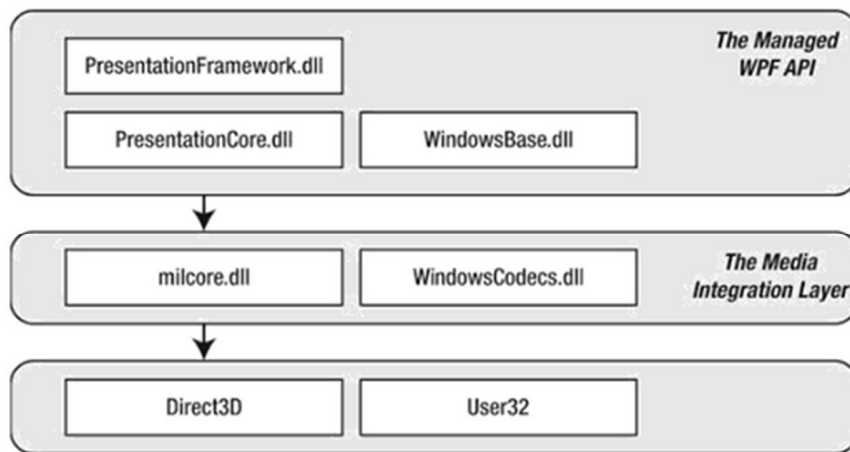 PresentationFramework.dll
The Managed
WPF API
PresentationCore.dll
WindowsBase.dll
milcore.dll
WindowsCodecs.dll
The Media
Integration Layer
Direct3D
User32